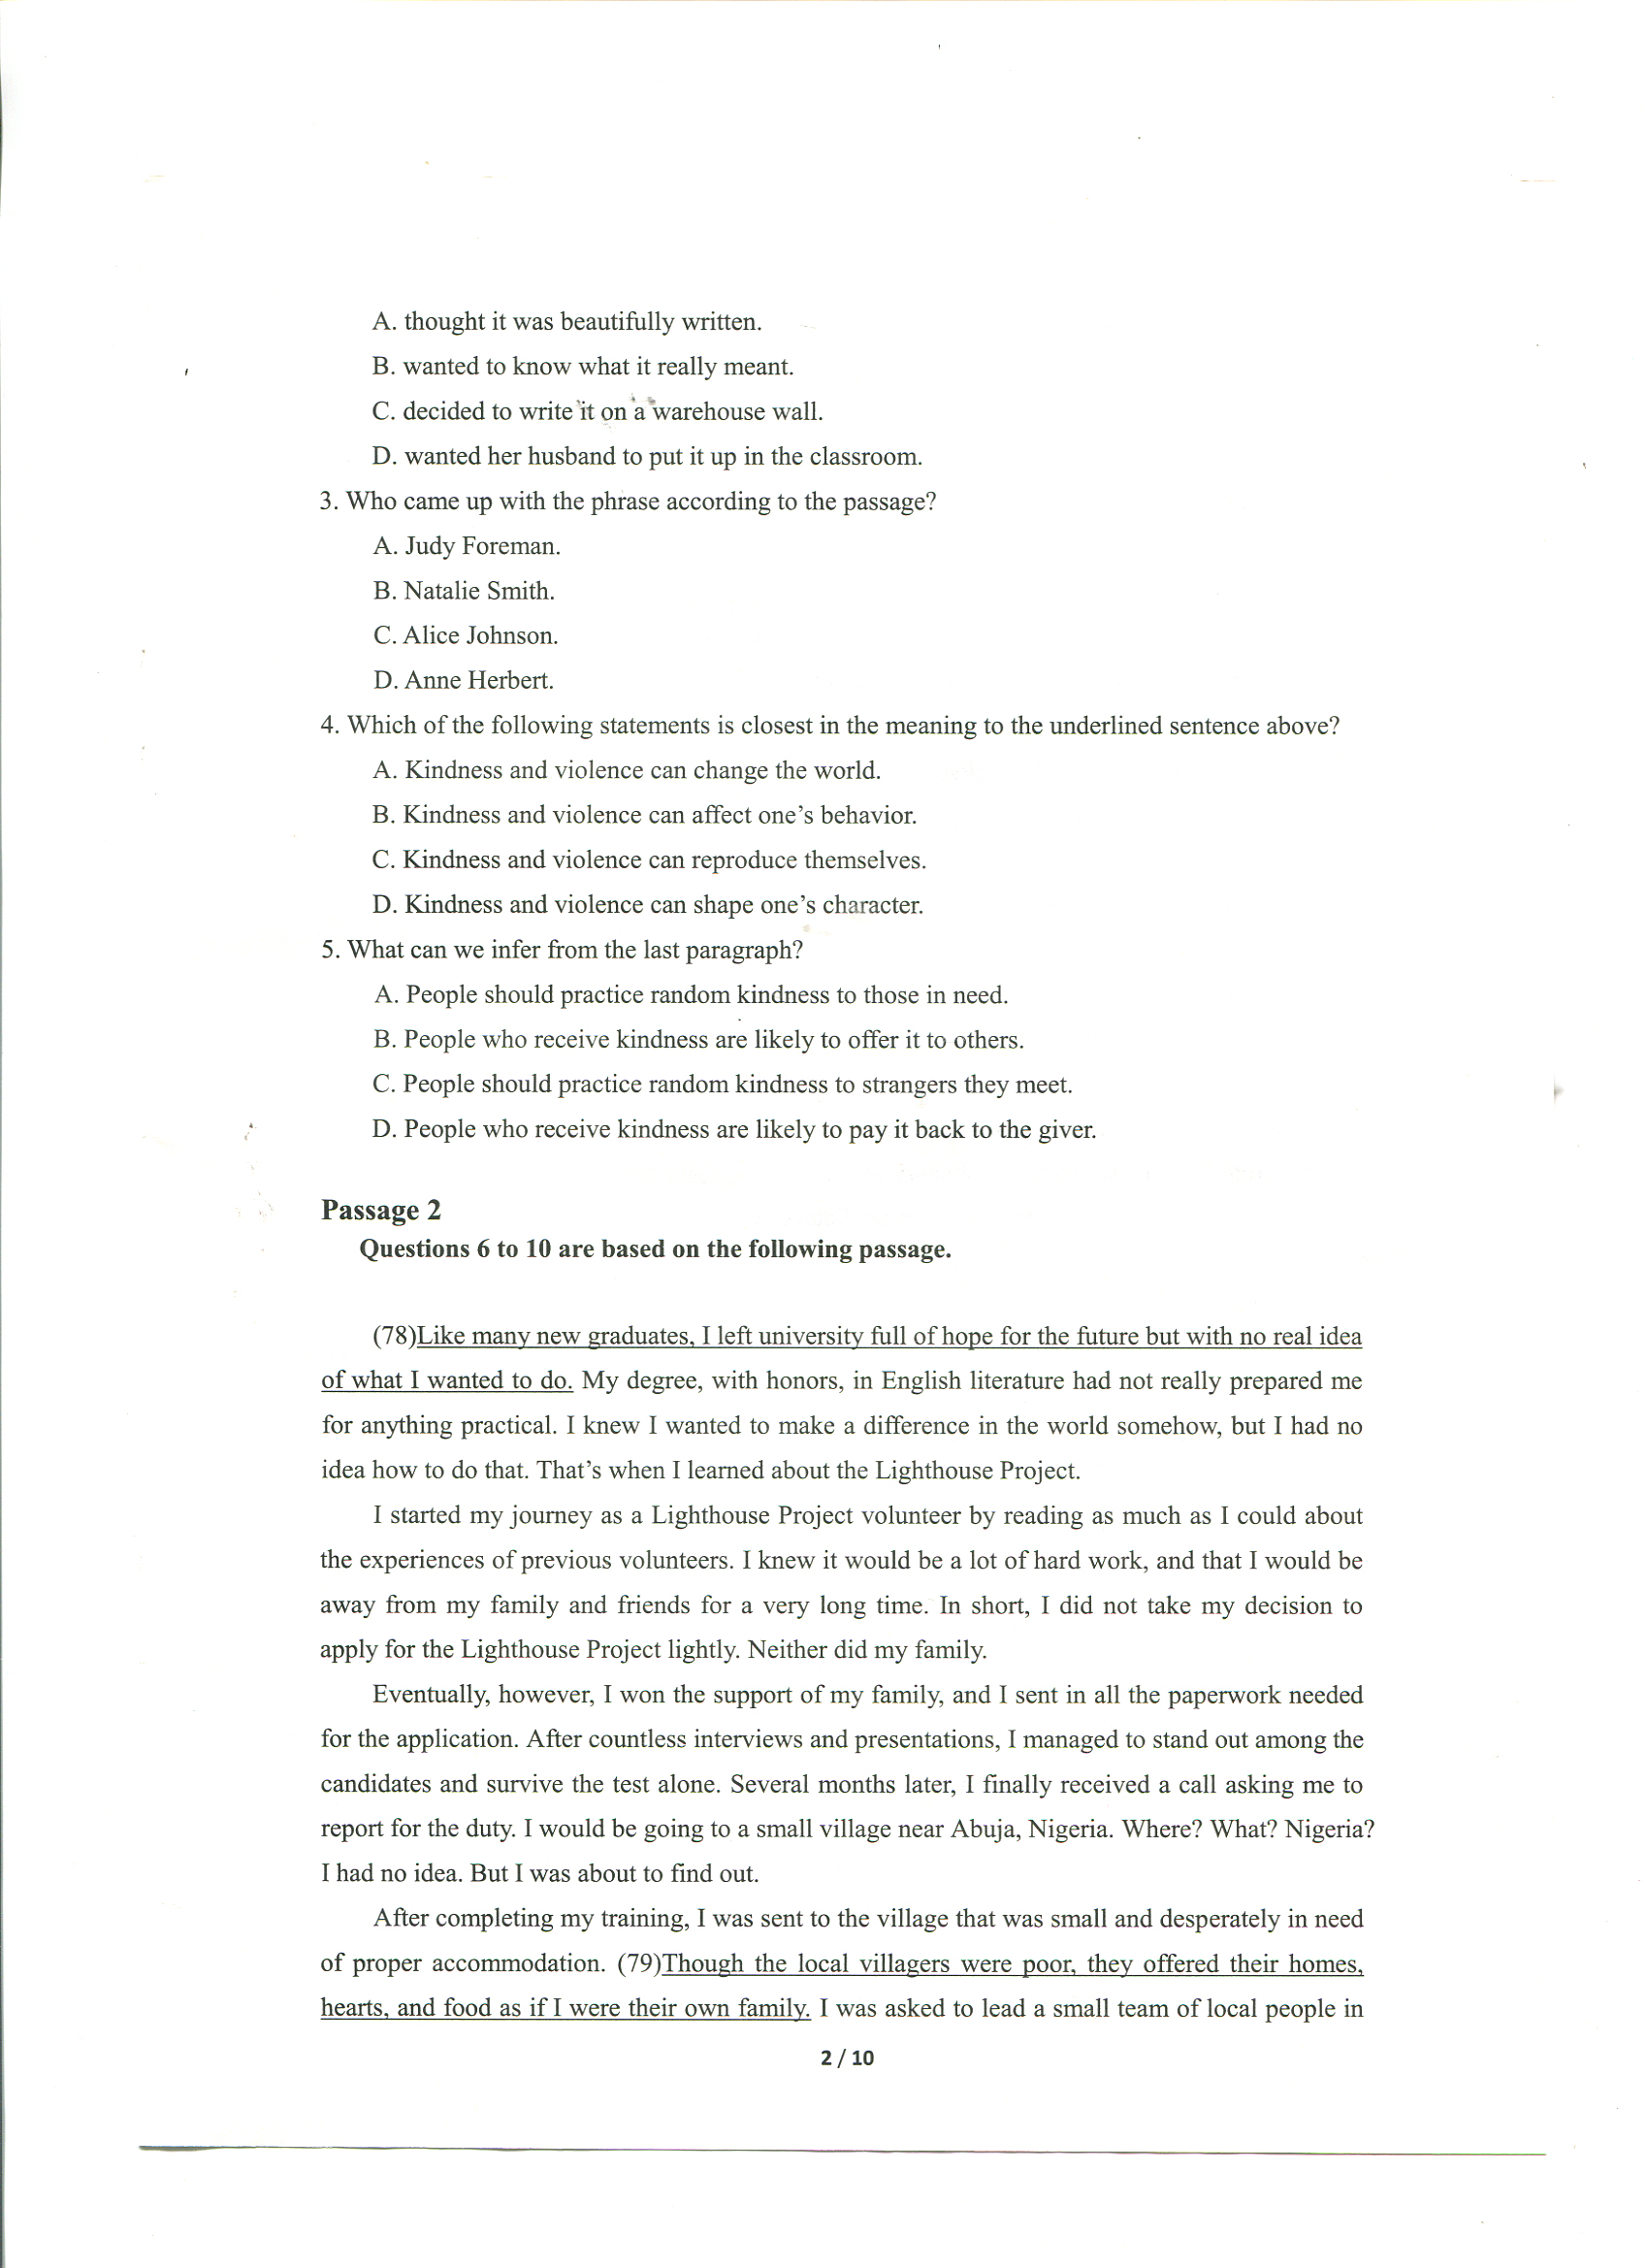 A. thought it was beautifully written.
B. wanted to know what it really meant.
C. decided to write it on a warehouse wall.
D. wanted her husband to put it up in the classroom.
3. Who came up with the phrase according to the passage?
A. Judy Foreman.
B. Natalie Smith.
C. Alice Johnson.
D. Anne Herbert.
4. Which of the following statements is closest in the meaning to the underlined sentence above?
A. Kindness and violence can change the world.
B. Kindness and violence can affect one's behavior.
C. Kindness and violence can reproduce themselves.
D. Kindness and violence can shape one's character.
5. What can we infer from the last paragraph?
A. People should practice random kindness to those in need.
B. People who receive kindness are likely to offer it to others.
C. People should practice random kindness to strangers they meet.
D. People who receive kindness are likely to pay it back to the giver.
Passage 2
Questions 6 to 10 are based on the following passage.
(78)Like many new graduates, I left university full of hope for the future but with no real idea
of what I wanted to do. My degree, with honors, in English literature had not really prepared me
for anything practical. I knew I wanted to make a difference in the world somehow, but I had no
idea how to do that. That's when I learned about the Lighthouse Project.
I started my journey as a Lighthouse Project volunteer by reading as much as I could about
the experiences of previous volunteers. I knew it would be a lot of hard work, and that I would be
away from my family and friends for a very long time. In short, I did not take my decision to
apply for the Lighthouse Project lightly. Neither did my family.
Eventually, however, I won the support of my family, and I sent in all the paperwork needed
for the application. After countless interviews and presentations, I managed to stand out among the
candidates and survive the test alone. Several months later, I finally received a call asking me to
report for the duty. I would be going to a small village near Abuja, Nigeria. Where? What? Nigeria?
I had no idea. But I was about to find out.
After completing my training, I was sent to the village that was small and desperately in need
of proper accommodation. (79)Though the local villagers were poor, they offered their homes,
hearts, and food as if I were their own family. I was asked to lead a small team of local people in
2 / 10